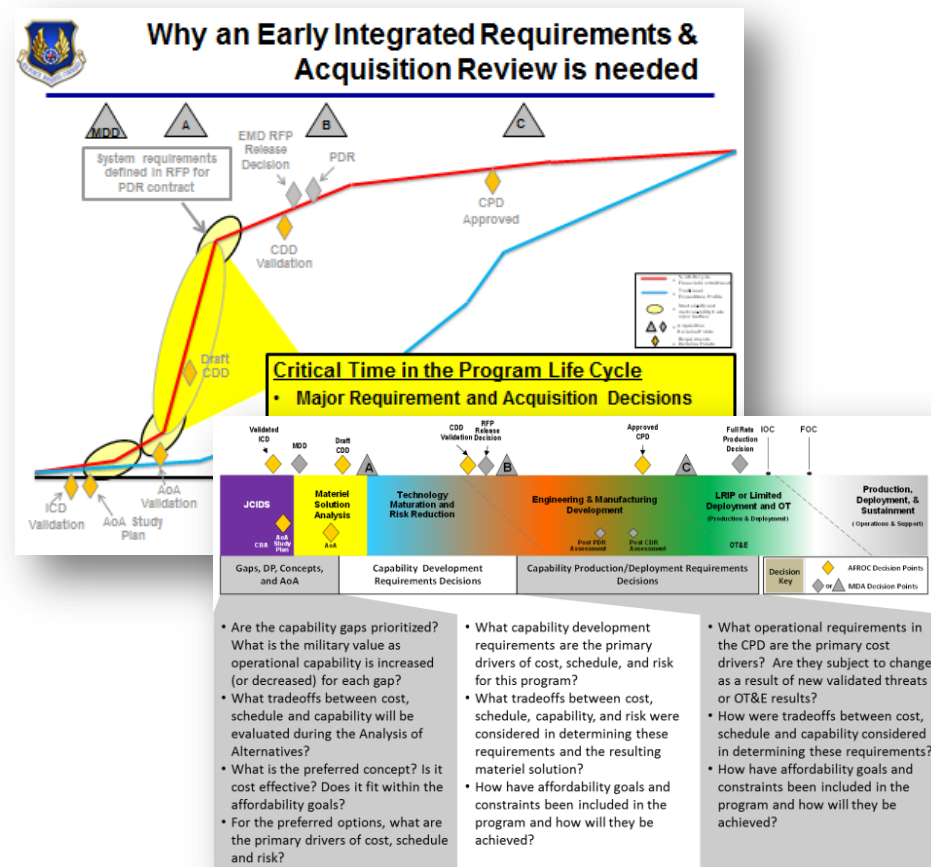 Why an Early Integrated Requirements &
Acquisition Review is needed
MDD
A
B
C
System requirements
defined in RFP for
PDR contract
EMD RFP
Release
Decision
PDR
CDD
Validation
CPD
Approved
Draft
CDD
AoA
Validation
ICD
Validation
AoA Study
Plan
Critical Time in the Program Life Cycle
• Major Requirement and Acquisition Decisions
Validated
ICD
MDD
Draft
CDD
A
CDD
Validation
RFP
Release
Decision
B
Approved
CPD
C
Full Rate
Production
Decision
IOC
FOC
JCIDS
CBA
AoA
Study
Plan
Materiel
Solution
Analysis
AoA
Technology
Maturation and
Risk Reduction
Engineering & Manufacturing
Development
Post PDR
Assessment
Post CDR
Assessment
LRIP or Limited
Deployment and OT
(Production & Deployment)
OT&E
Production,
Deployment, &
Sustainment
( Operations & Support)
Gaps, DP, Concepts,
and AoA
Capability Development
Requirements Decisions
Capability Production/Deployment Requirements
Decisions
Decision
Key
AFROC Decision Points
or
MDA Decision Points
• Are the capability gaps prioritized?
What is the military value as
operational capability is increased
(or decreased) for each gap?
• What tradeoffs between cost,
schedule and capability will be
evaluated during the Analysis of
Alternatives?
• What is the preferred concept? Is it
cost effective? Does it fit within the
affordability goals?
• For the preferred options, what are
the primary drivers of cost, schedule
and risk?
• What capability development
requirements are the primary
drivers of cost, schedule, and risk
for this program?
• What tradeoffs between cost,
schedule, capability, and risk were
considered in determining these
requirements and the resulting
materiel solution?
• How have affordability goals and
constraints been included in the
program and how will they be
achieved?
• What operational requirements in
the CPD are the primary cost
drivers? Are they subject to change
as a result of new validated threats
or OT&E results?
• How were tradeoffs between cost,
schedule and capability considered
in determining these requirements?
• How have affordability goals and
constraints been included in the
program and how will they be
achieved?